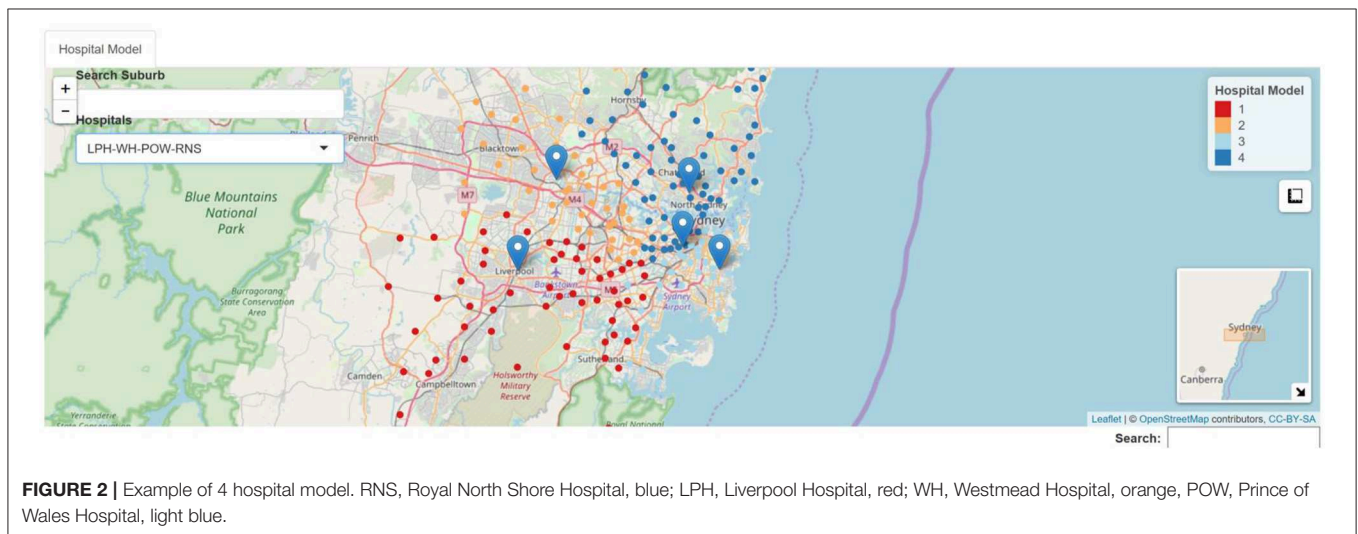 Hospital Model
Search Suburb
+
−
Hospitals
LPH-WH-POW-RNS
Penrith
Blacktown
Hornsby
M2
M7
M4
Blue Mountains
National
Park
North Sydney
Sydney
Liverpool
Burragorang
State Conservation
Area
Sydney
Airport
Camden
Campbelltown
Holsworthy
Military
Reserve
Sutherland
Yerranderie
Royal National
Hospital Model
1
2
3
4
Sydney
Canberra
Leaflet | © OpenStreetMap contributors, CC-BY-SA
Search:
FIGURE 2 | Example of 4 hospital model. RNS, Royal North Shore Hospital, blue; LPH, Liverpool Hospital, red; WH, Westmead Hospital, orange, POW, Prince of
Wales Hospital, light blue.